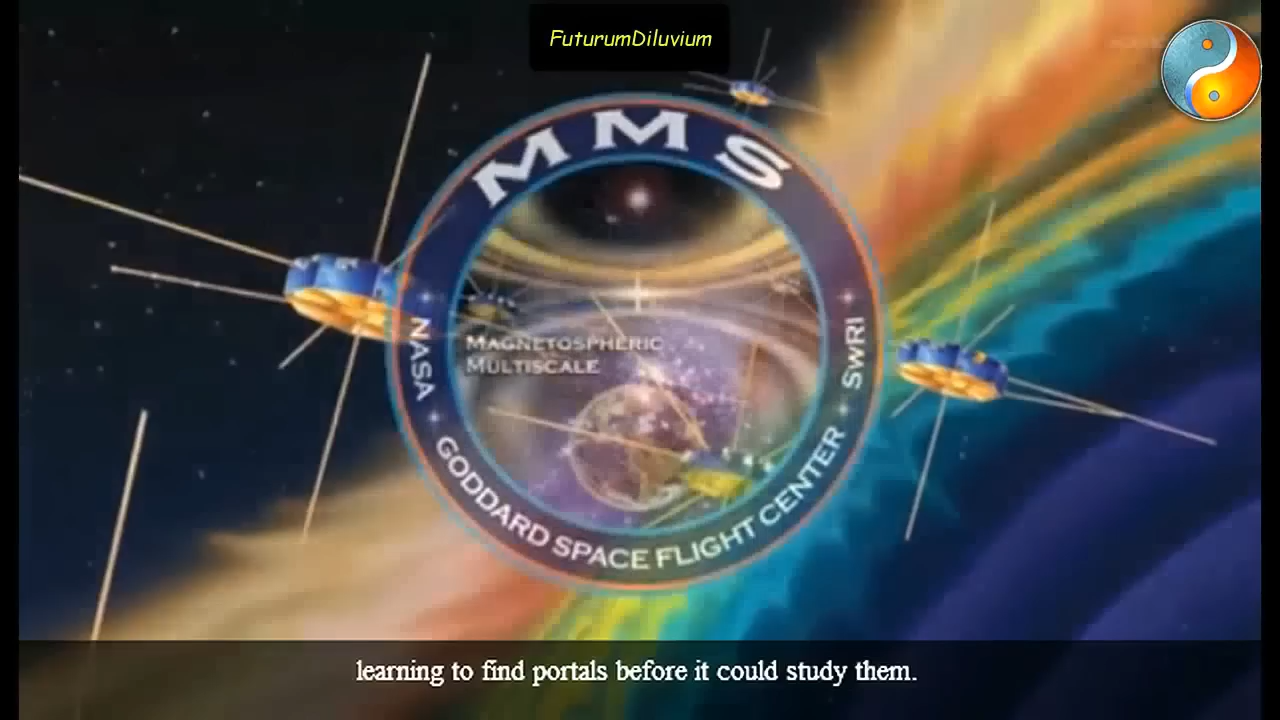 FuturumDiluvium
MMS
MAGNETOSPHERIC
MULTISCALE
NASA
GODDARD SPACE FLIGHT CENTER
SwRI
learning to find portals before it could study them.